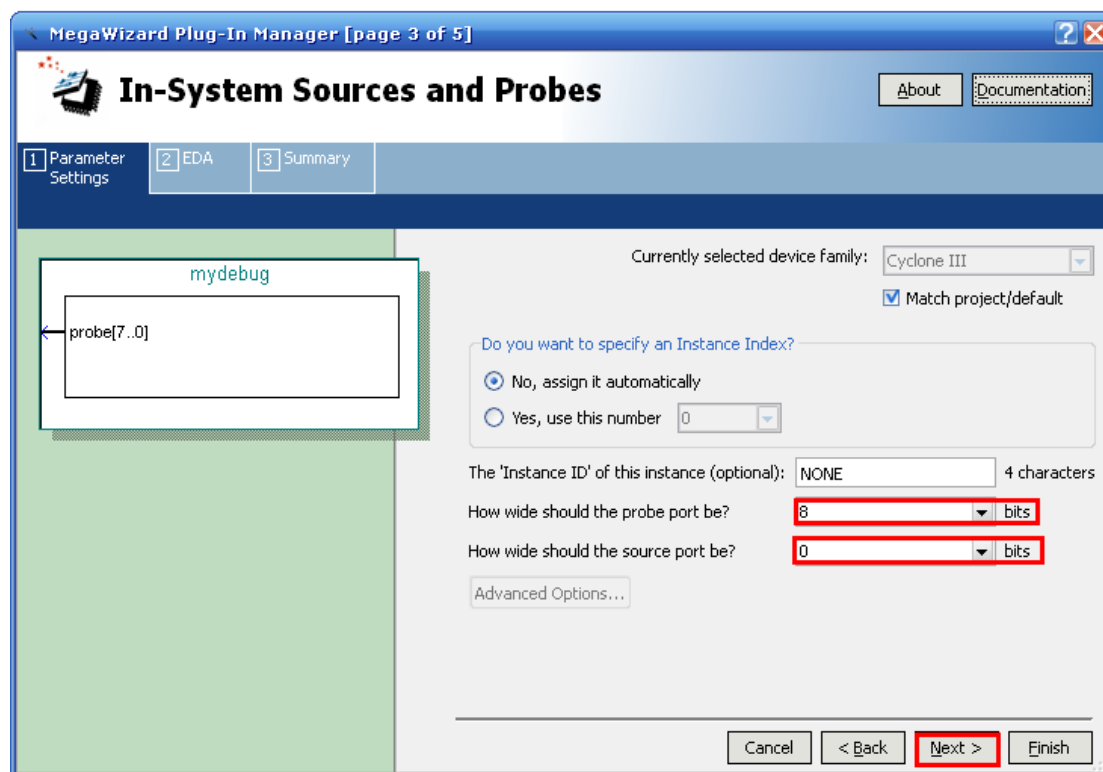 MegaWizard Plug-In Manager [page 3 of 5]
In-System Sources and Probes
About
Documentation
1 Parameter Settings
2 EDA
3 Summary
mydebug
probe[7..0]
Currently selected device family:
Cyclone III
Match project/default
Do you want to specify an Instance Index?
No, assign it automatically
Yes, use this number 0
The 'Instance ID' of this instance (optional): NONE 4 characters
How wide should the probe port be? 8 bits
How wide should the source port be? 0 bits
Advanced Options...
Cancel < Back Next > Finish